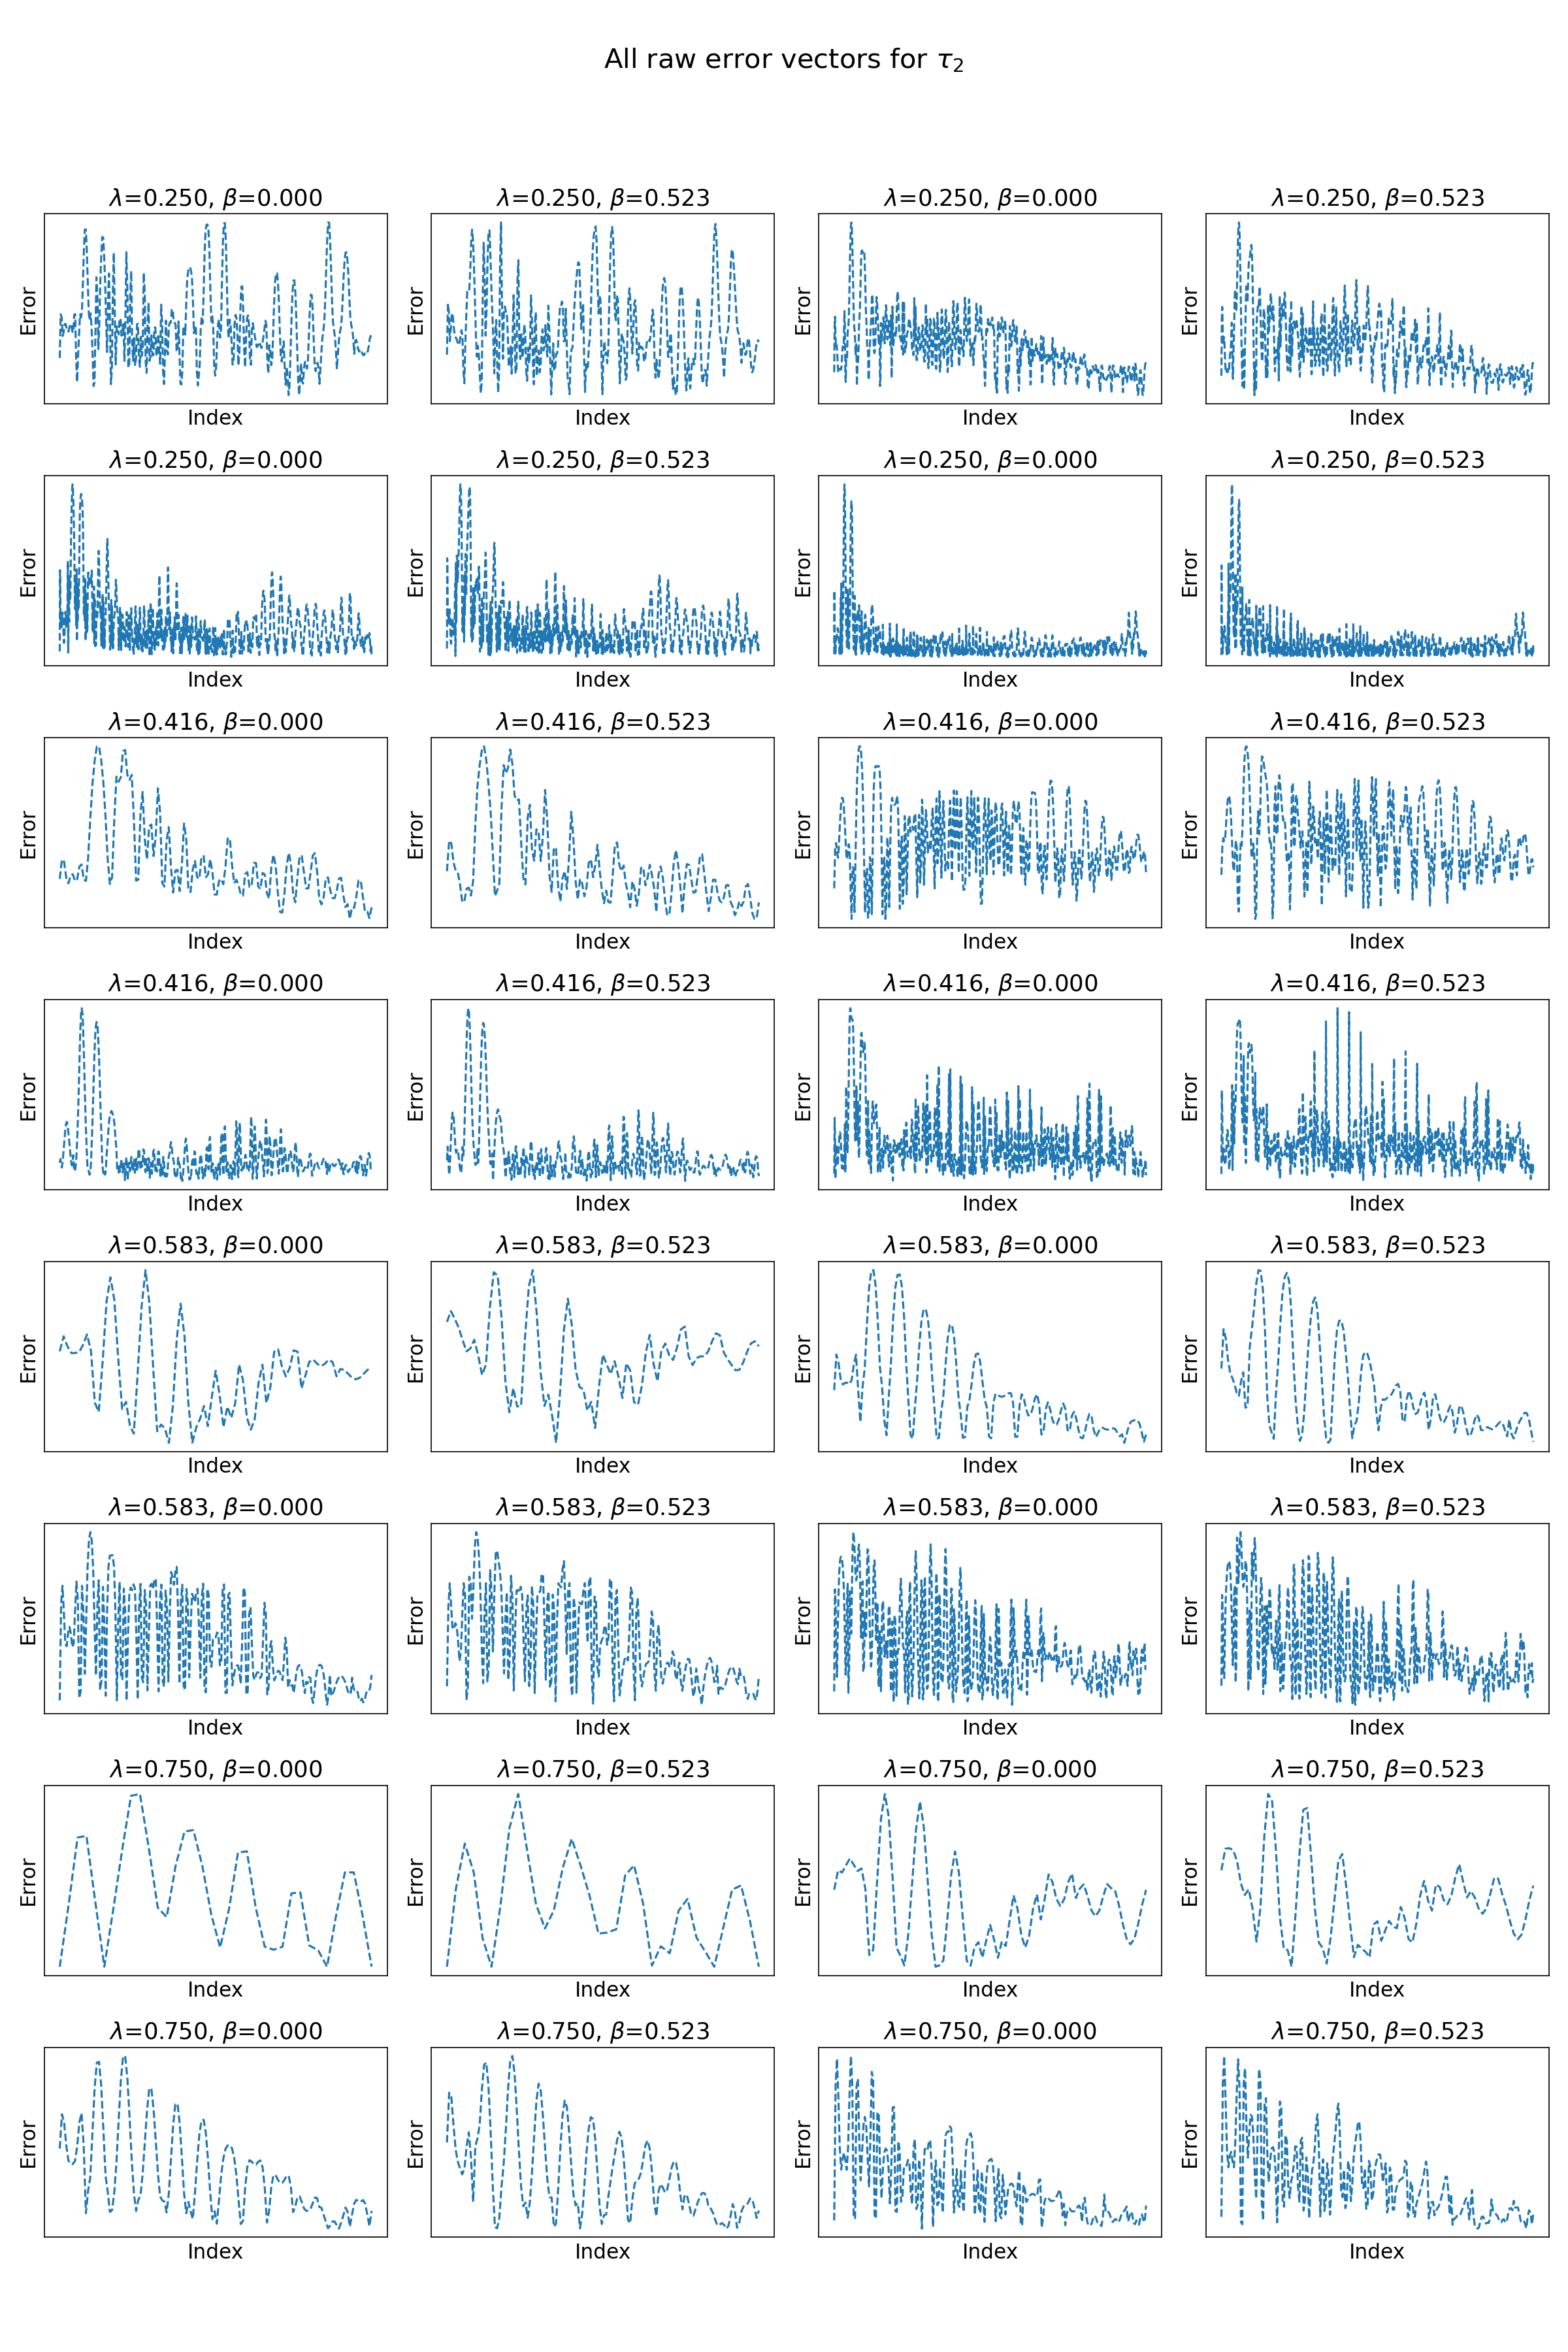 All raw error vectors for τ₂
λ=0.250, β=0.000 λ=0.250, β=0.523 λ=0.250, β=0.000 λ=0.250, β=0.523
Error Error Error Error
Index Index Index Index
λ=0.250, β=0.000 λ=0.250, β=0.523 λ=0.250, β=0.000 λ=0.250, β=0.523
Error Error Error Error
Index Index Index Index
λ=0.416, β=0.000 λ=0.416, β=0.523 λ=0.416, β=0.000 λ=0.416, β=0.523
Error Error Error Error
Index Index Index Index
λ=0.416, β=0.000 λ=0.416, β=0.523 λ=0.416, β=0.000 λ=0.416, β=0.523
Error Error Error Error
Index Index Index Index
λ=0.583, β=0.000 λ=0.583, β=0.523 λ=0.583, β=0.000 λ=0.583, β=0.523
Error Error Error Error
Index Index Index Index
λ=0.583, β=0.000 λ=0.583, β=0.523 λ=0.583, β=0.000 λ=0.583, β=0.523
Error Error Error Error
Index Index Index Index
λ=0.750, β=0.000 λ=0.750, β=0.523 λ=0.750, β=0.000 λ=0.750, β=0.523
Error Error Error Error
Index Index Index Index
λ=0.750, β=0.000 λ=0.750, β=0.523 λ=0.750, β=0.000 λ=0.750, β=0.523
Error Error Error Error
Index Index Index Index